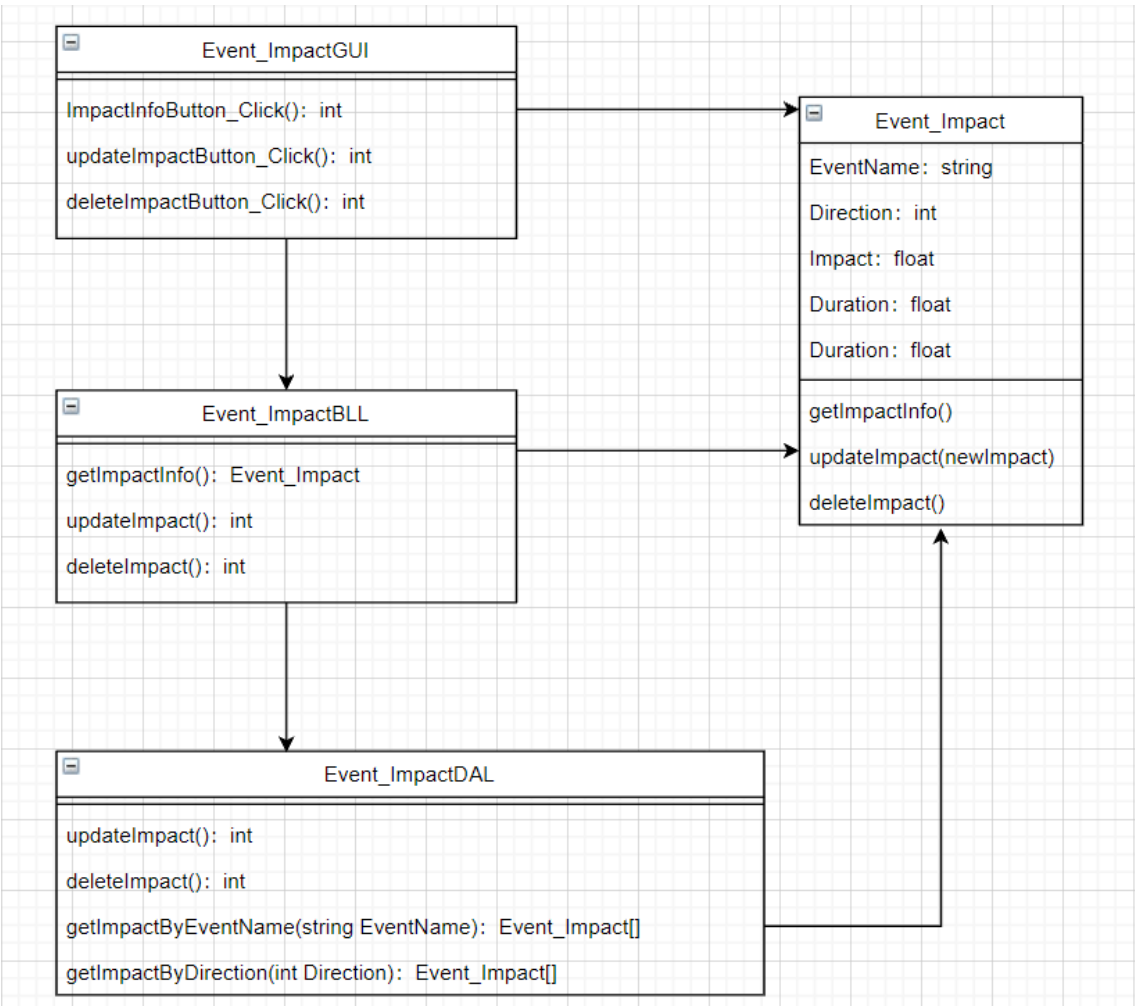 Event_ImpactGUI
ImpactInfoButton_Click(): int
updateImpactButton_Click(): int
deleteImpactButton_Click(): int
Event_Impact
EventName: string
Direction: int
Impact: float
Duration: float
Duration: float
getImpactInfo()
updateImpact(newImpact)
deleteImpact()
Event_ImpactBLL
getImpactInfo(): Event_Impact
updateImpact(): int
deleteImpact(): int
Event_ImpactDAL
updateImpact(): int
deleteImpact(): int
getImpactByEventName(string EventName): Event_Impact[]
getImpactByDirection(int Direction): Event_Impact[]